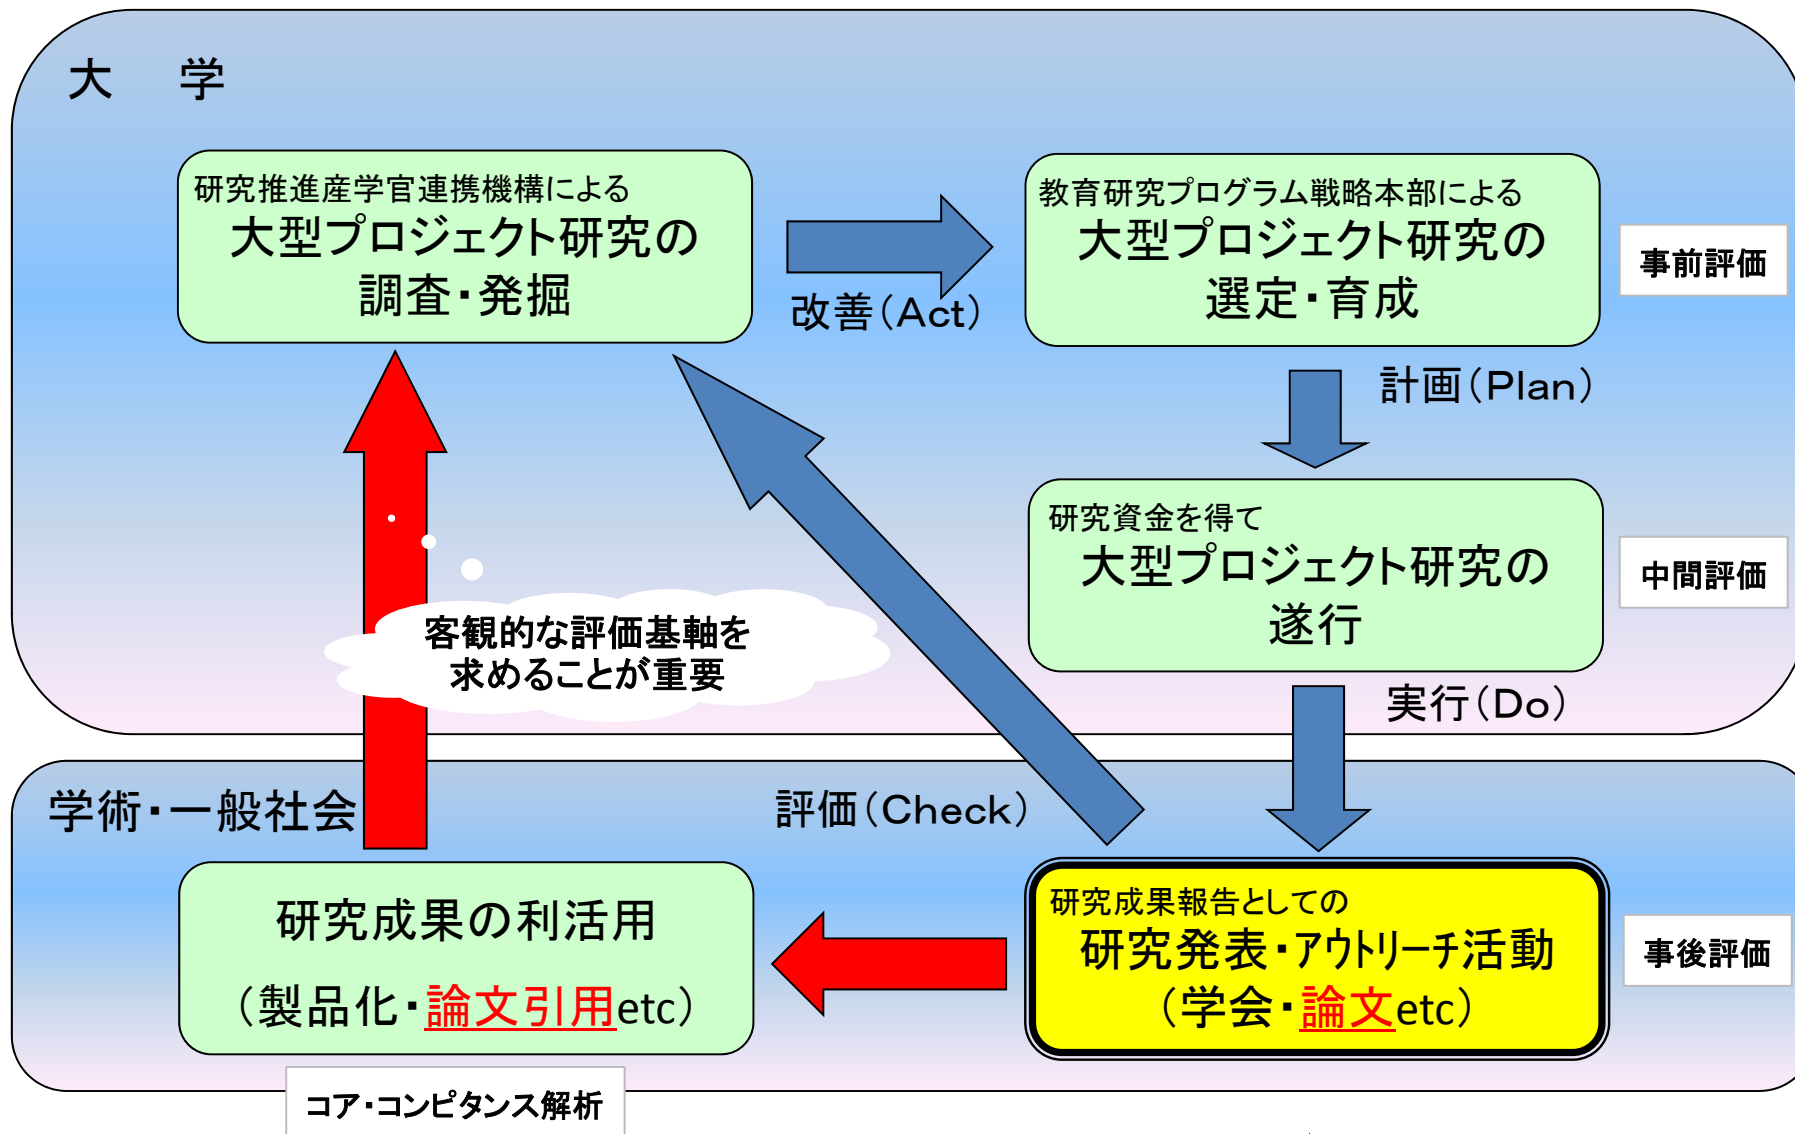 大　学
研究推進産学官連携機構による
大型プロジェクト研究の
調査・発掘
改善(Act)
教育研究プログラム戦略本部による
大型プロジェクト研究の
選定・育成
事前評価
計画(Plan)
研究資金を得て
大型プロジェクト研究の
遂行
中間評価
客観的な評価基軸を
求めることが重要
実行(Do)
学術・一般社会
評価(Check)
研究成果の利活用
(製品化・論文引用etc)
研究成果報告としての
研究発表・アウトリーチ活動
(学会・論文etc)
事後評価
コア・コンピタンス解析